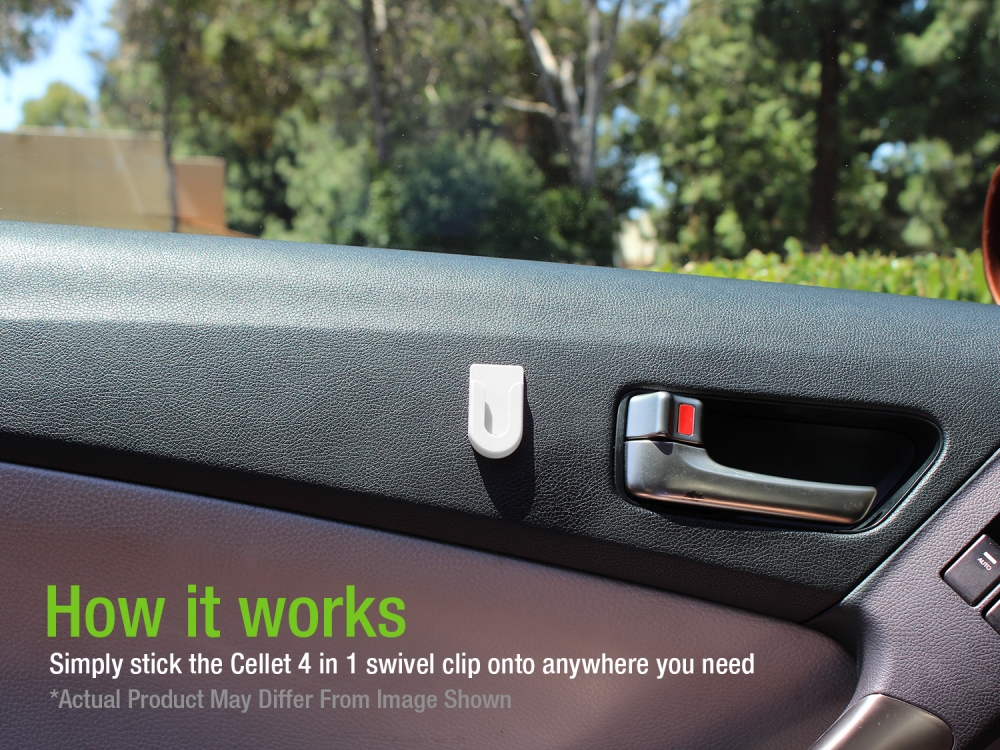 How it works
Simply stick the Cellet 4 in 1 swivel clip onto anywhere you need
*Actual Product May Differ From Image Shown
AUTO